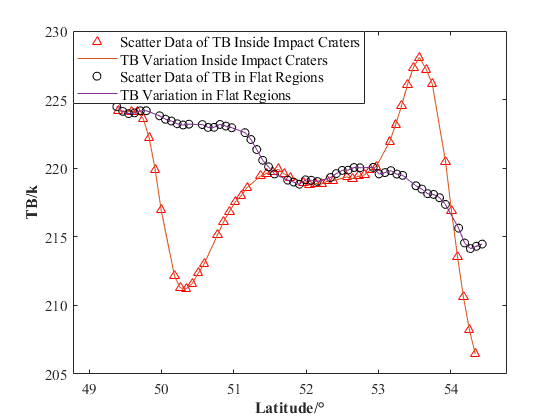 230
Scatter Data of TB Inside Impact Craters
TB Variation Inside Impact Craters
Scatter Data of TB in Flat Regions
TB Variation in Flat Regions
225
220
215
210
205
TB/k
49 50 51 52 53 54
Latitude/°